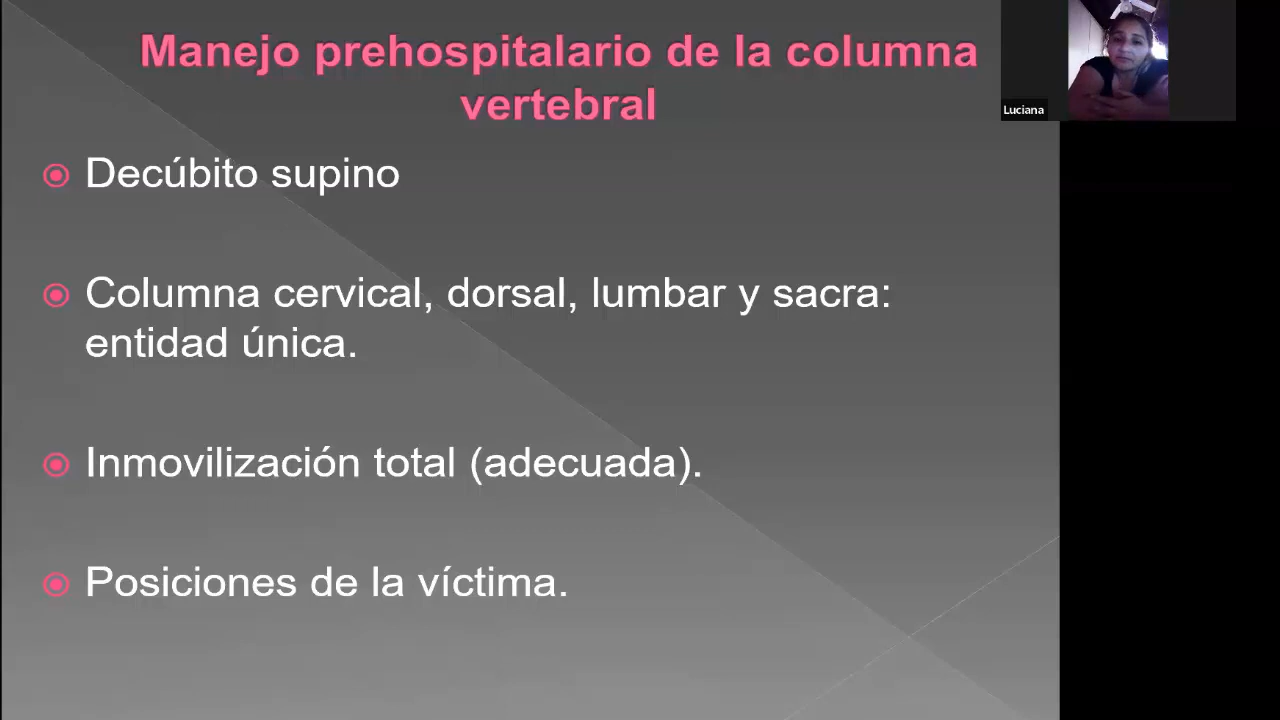 Manejo prehospitalario de la columna
vertebral
Luciana
Decúbito supino
Columna cervical, dorsal, lumbar y sacra:
entidad única.
Inmovilización total (adecuada).
Posiciones de la víctima.